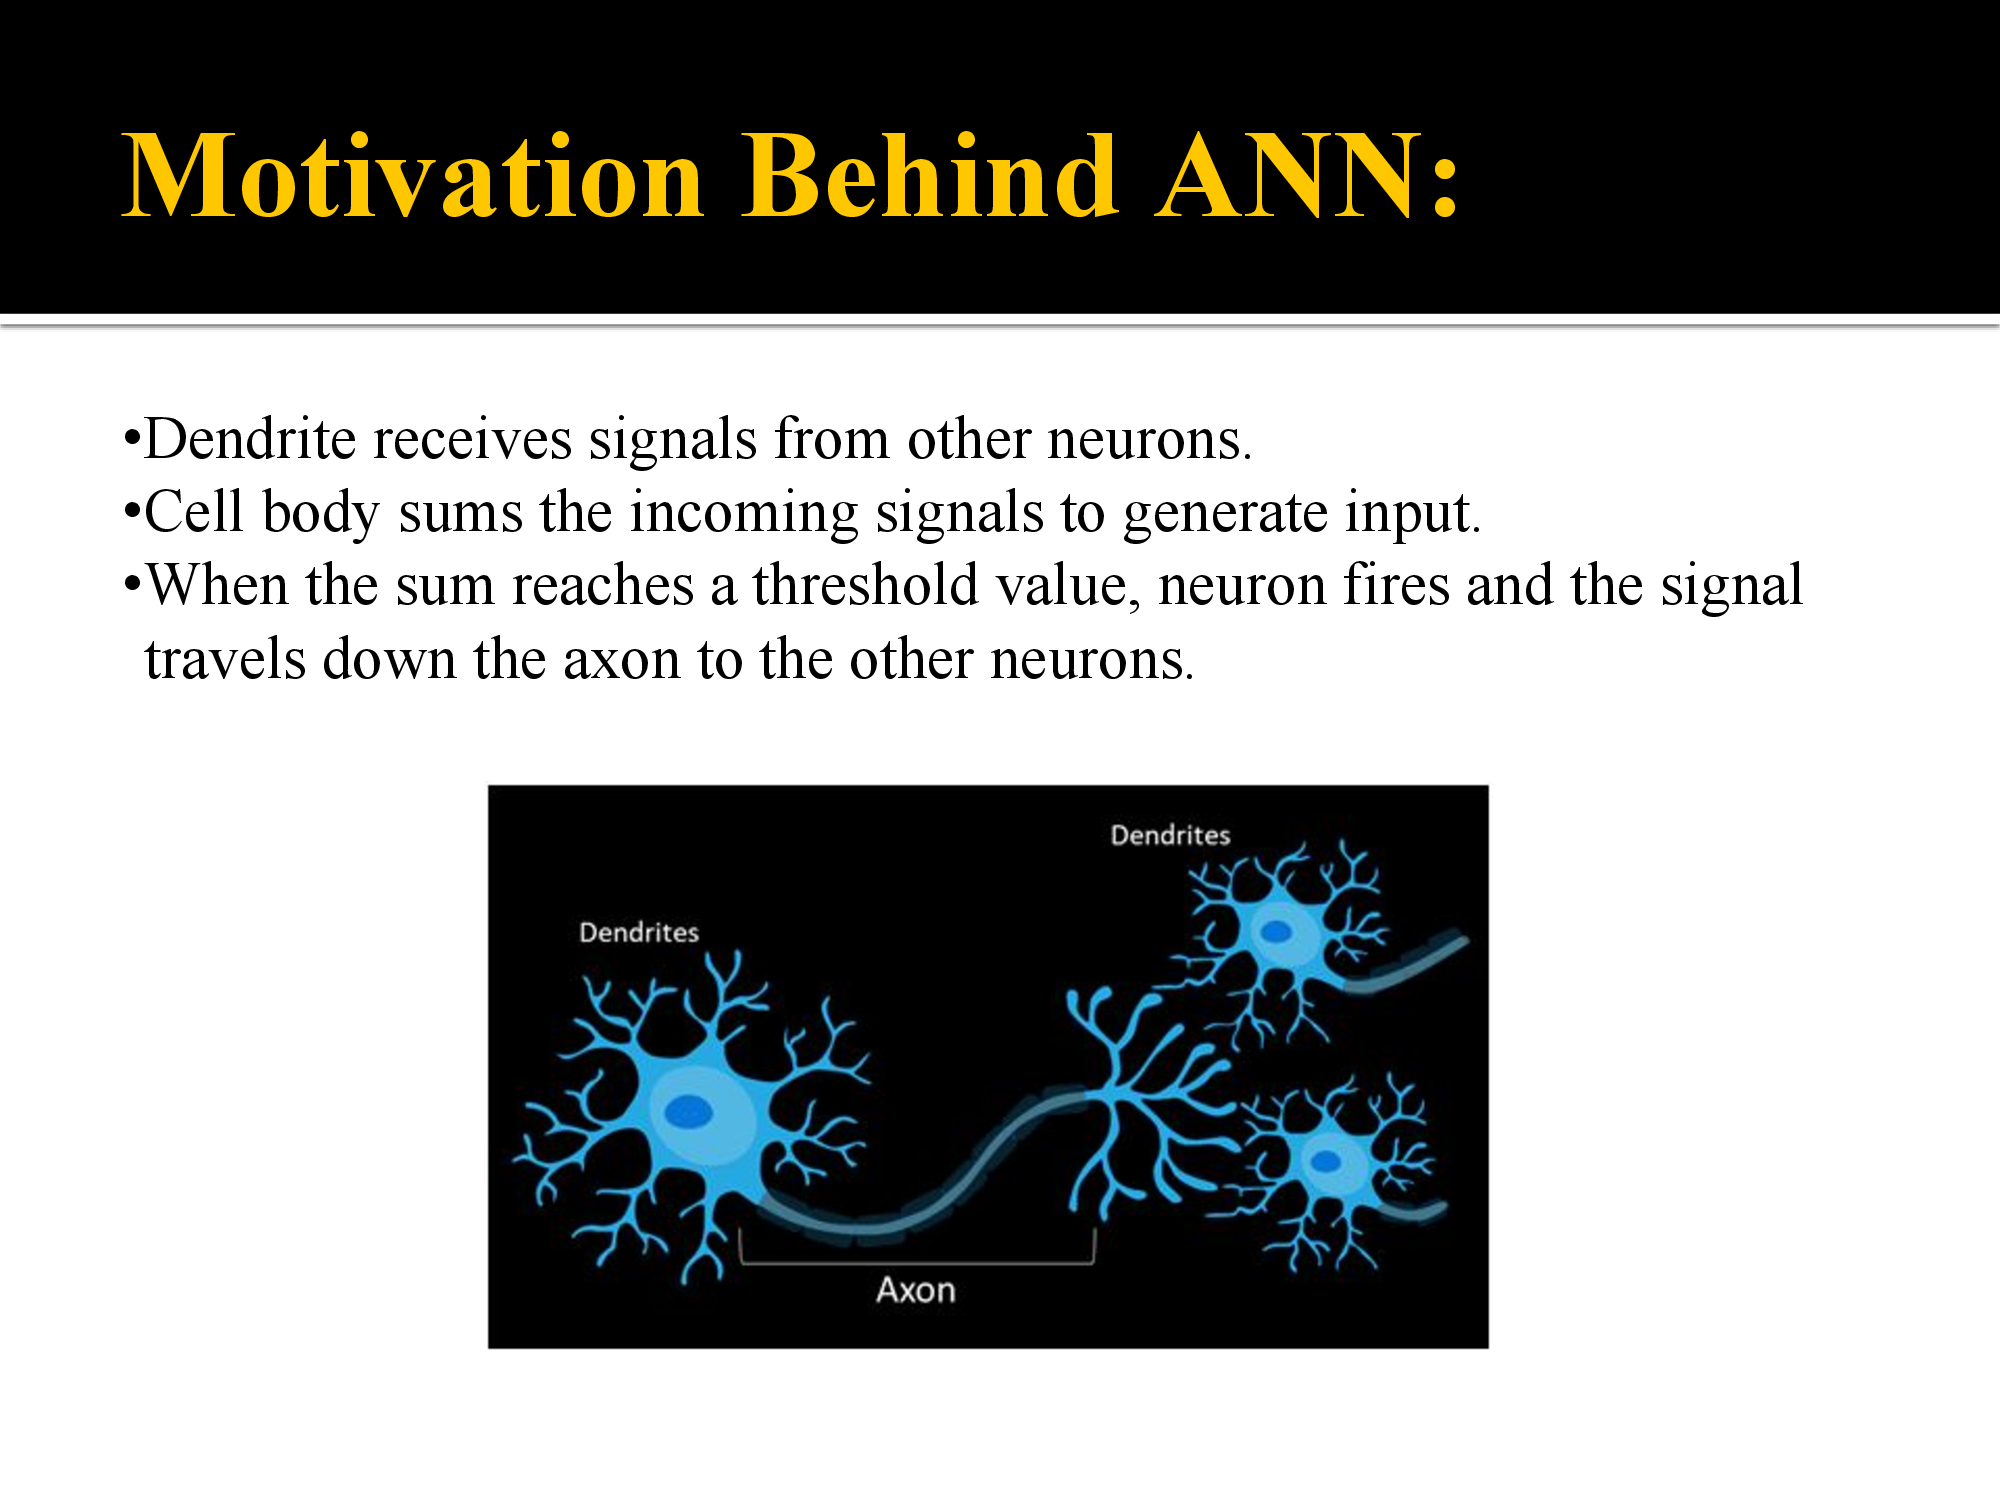 Motivation Behind ANN:
•Dendrite receives signals from other neurons.
•Cell body sums the incoming signals to generate input.
•When the sum reaches a threshold value, neuron fires and the signal
travels down the axon to the other neurons.
Dendrites
Dendrites
Axon